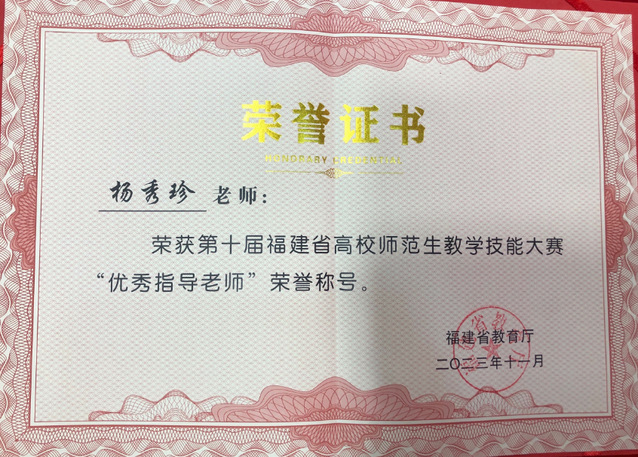 荣誉证书
HONORARY CREDENTIAL
杨秀珍 老师：
荣获第十届福建省高校师范生教学技能大赛
“优秀指导老师”荣誉称号。
福建省教育厅
二〇二三年十一月